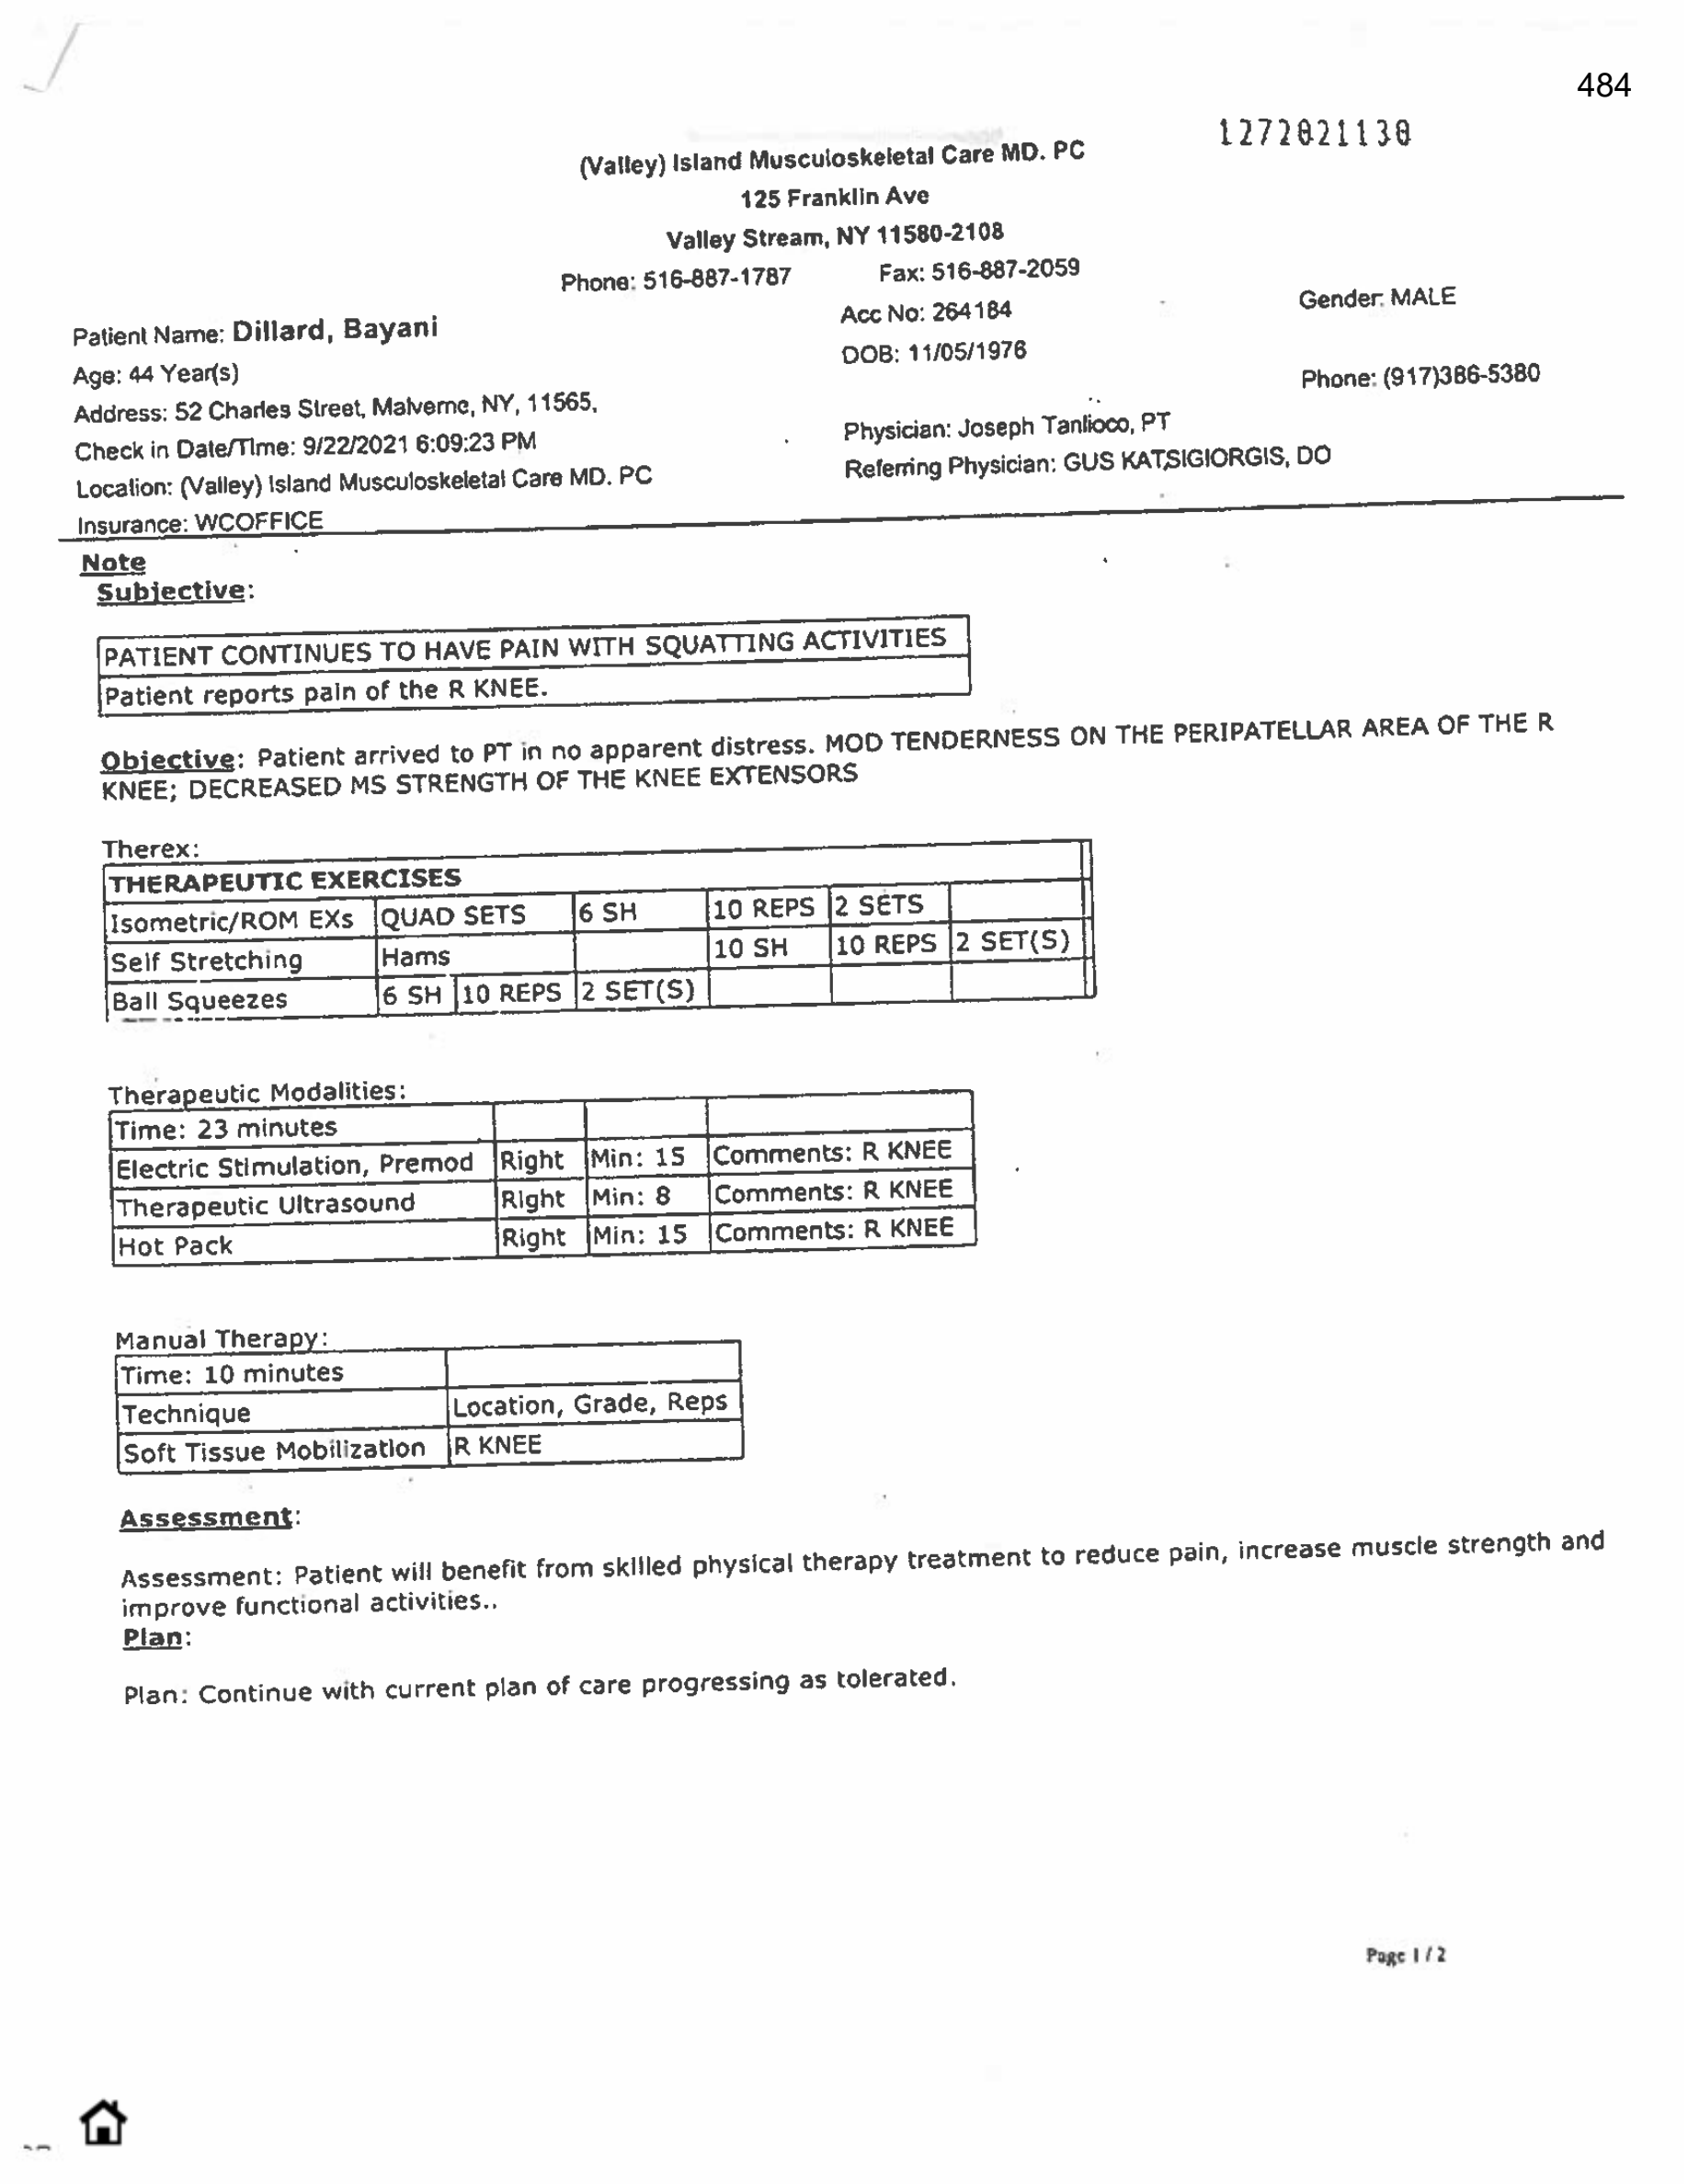 484
1272021130
(Valley) Island Musculoskeletal Care MD. PC
125 Franklin Ave
Valley Stream, NY 11580-2108
Phone: 516-887-1787 Fax: 516-887-2059
Patient Name: Dillard, Bayani Acc No: 264184 Gender: MALE
Age: 44 Year(s) DOB: 11/05/1976
Address: 52 Charles Street, Malverne, NY, 11565, Phone: (917)386-5380
Check in Date/Time: 9/22/2021 6:09:23 PM Physician: Joseph Tanlioco, PT
Location: (Valley) Island Musculoskeletal Care MD. PC Referring Physician: GUS KATSIGIORGIS, DO
Insurance: WCOFFICE
Note
Subjective:
PATIENT CONTINUES TO HAVE PAIN WITH SQUATTING ACTIVITIES
Patient reports pain of the R KNEE.
Objective: Patient arrived to PT in no apparent distress. MOD TENDERNESS ON THE PERIPATELLAR AREA OF THE R
KNEE; DECREASED MS STRENGTH OF THE KNEE EXTENSORS
Therex:
THERAPEUTIC EXERCISES
Isometric/ROM EXs QUAD SETS 6 SH 10 REPS 2 SETS
Self Stretching Hams 10 SH 10 REPS 2 SET(S)
Ball Squeezes 6 SH 10 REPS 2 SET(S)
Therapeutic Modalities:
Time: 23 minutes
Electric Stimulation, Premod Right Min: 15 Comments: R KNEE
Therapeutic Ultrasound Right Min: 8 Comments: R KNEE
Hot Pack Right Min: 15 Comments: R KNEE
Manual Therapy:
Time: 10 minutes
Technique Location, Grade, Reps
Soft Tissue Mobilization R KNEE
Assessment:
Assessment: Patient will benefit from skilled physical therapy treatment to reduce pain, increase muscle strength and
improve functional activities..
Plan:
Plan: Continue with current plan of care progressing as tolerated.
Page 1 / 2